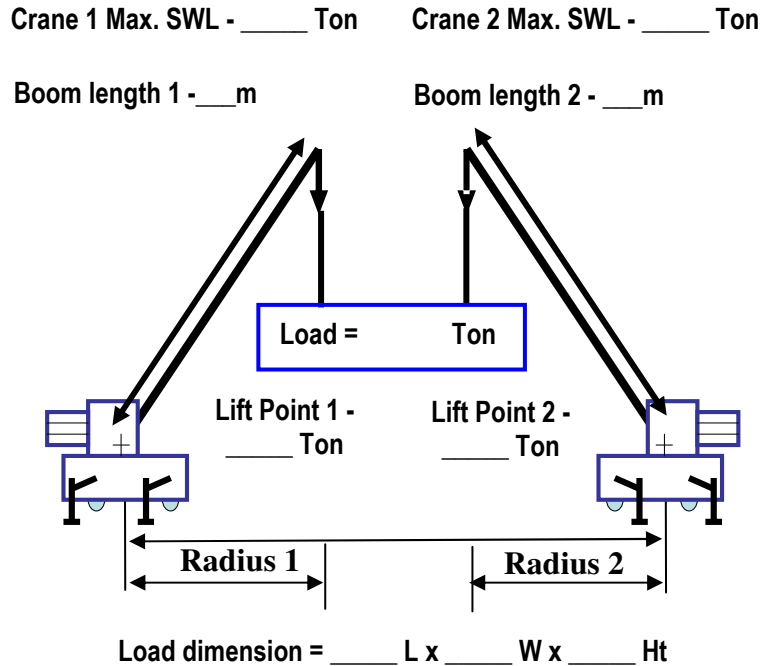 Crane 1 Max. SWL - _____ Ton Crane 2 Max. SWL - _____ Ton
Boom length 1 -___m Boom length 2 - ___m
Load = Ton
Lift Point 1 -
_____ Ton
Lift Point 2 -
_____ Ton
Radius 1 Radius 2
Load dimension = _____ L x _____ W x _____ Ht